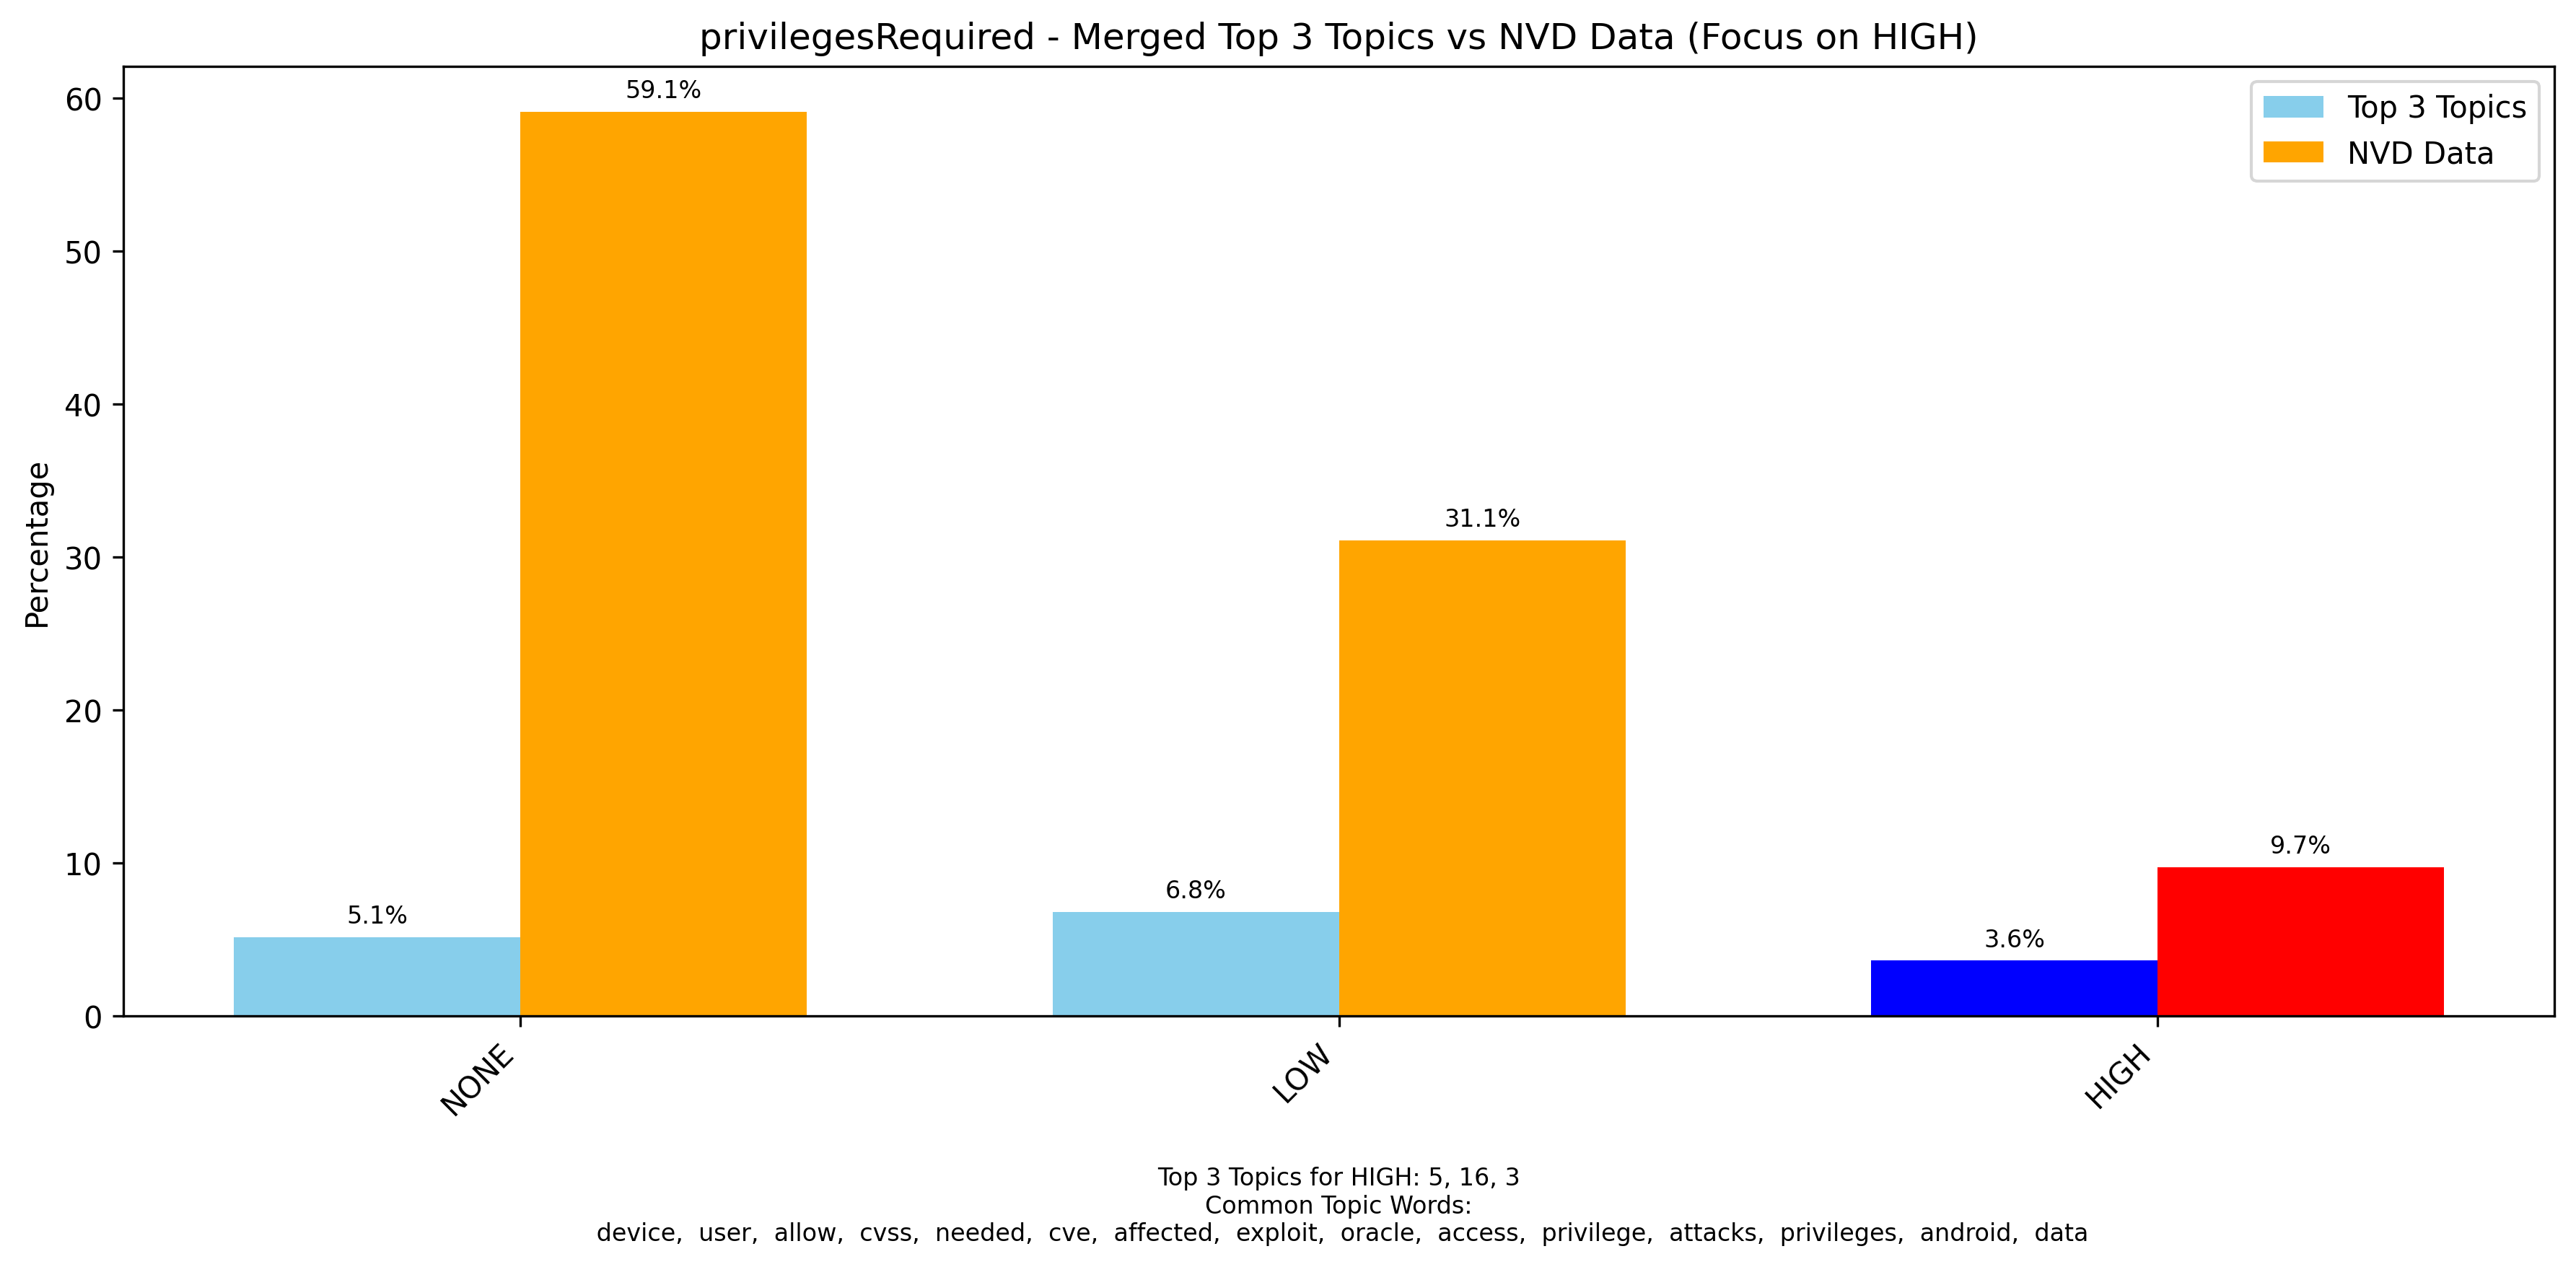 privilegesRequired - Merged Top 3 Topics vs NVD Data (Focus on HIGH)
Top 3 Topics
NVD Data
Percentage
60
50
40
30
20
10
0
5.1%
59.1%
6.8%
31.1%
3.6%
9.7%
NONE
LOW
HIGH
Top 3 Topics for HIGH: 5, 16, 3
Common Topic Words:
device, user, allow, cvss, needed, cve, affected, exploit, oracle, access, privilege, attacks, privileges, android, data